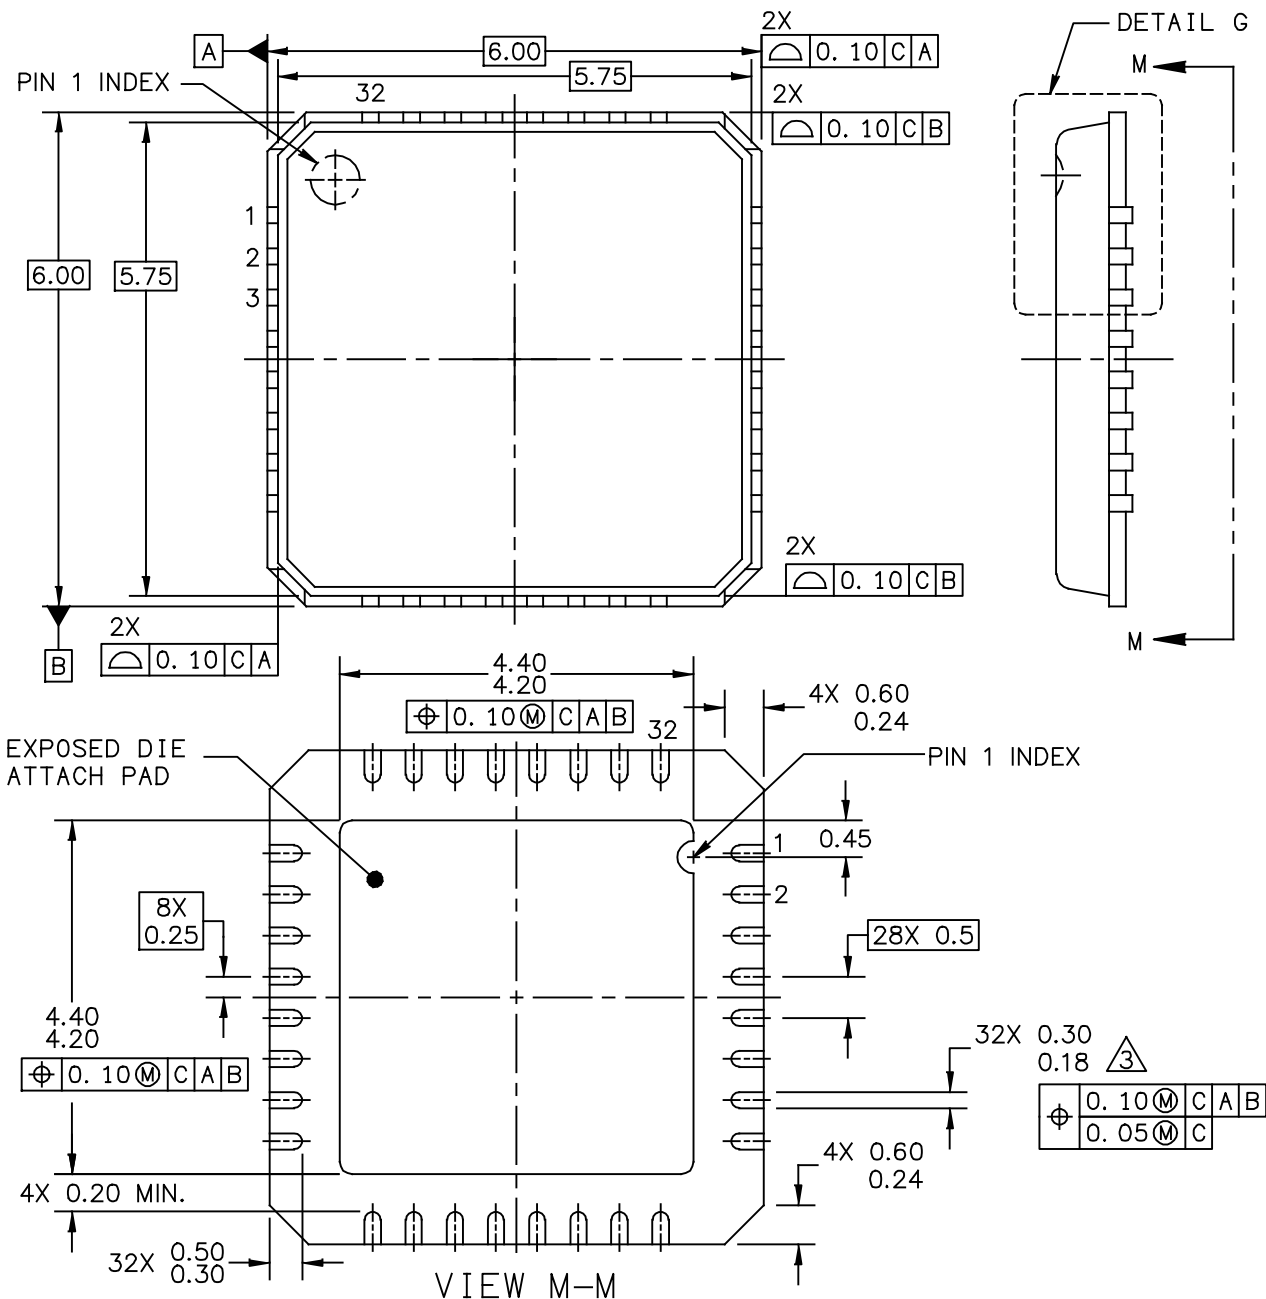 2X
DETAIL G
A
6.00
⌓ 0.10 C A
M
5.75
PIN 1 INDEX
32
2X
⌓ 0.10 C B
1
2
6.00
5.75
3
2X
⌓ 0.10 C B
2X
M
B
⌓ 0.10 C A
4.40
4.20
4X 0.60
0.24
⌖ 0.10 Ⓜ C A B
32
EXPOSED DIE
ATTACH PAD
PIN 1 INDEX
1
0.45
2
8X
0.25
28X 0.5
4.40
4.20
⌖ 0.10 Ⓜ C A B
32X 0.30
0.18 3
⌖ 0.10 Ⓜ C A B
0.05 Ⓜ C
4X 0.60
0.24
4X 0.20 MIN.
32X 0.50
0.30
VIEW M-M